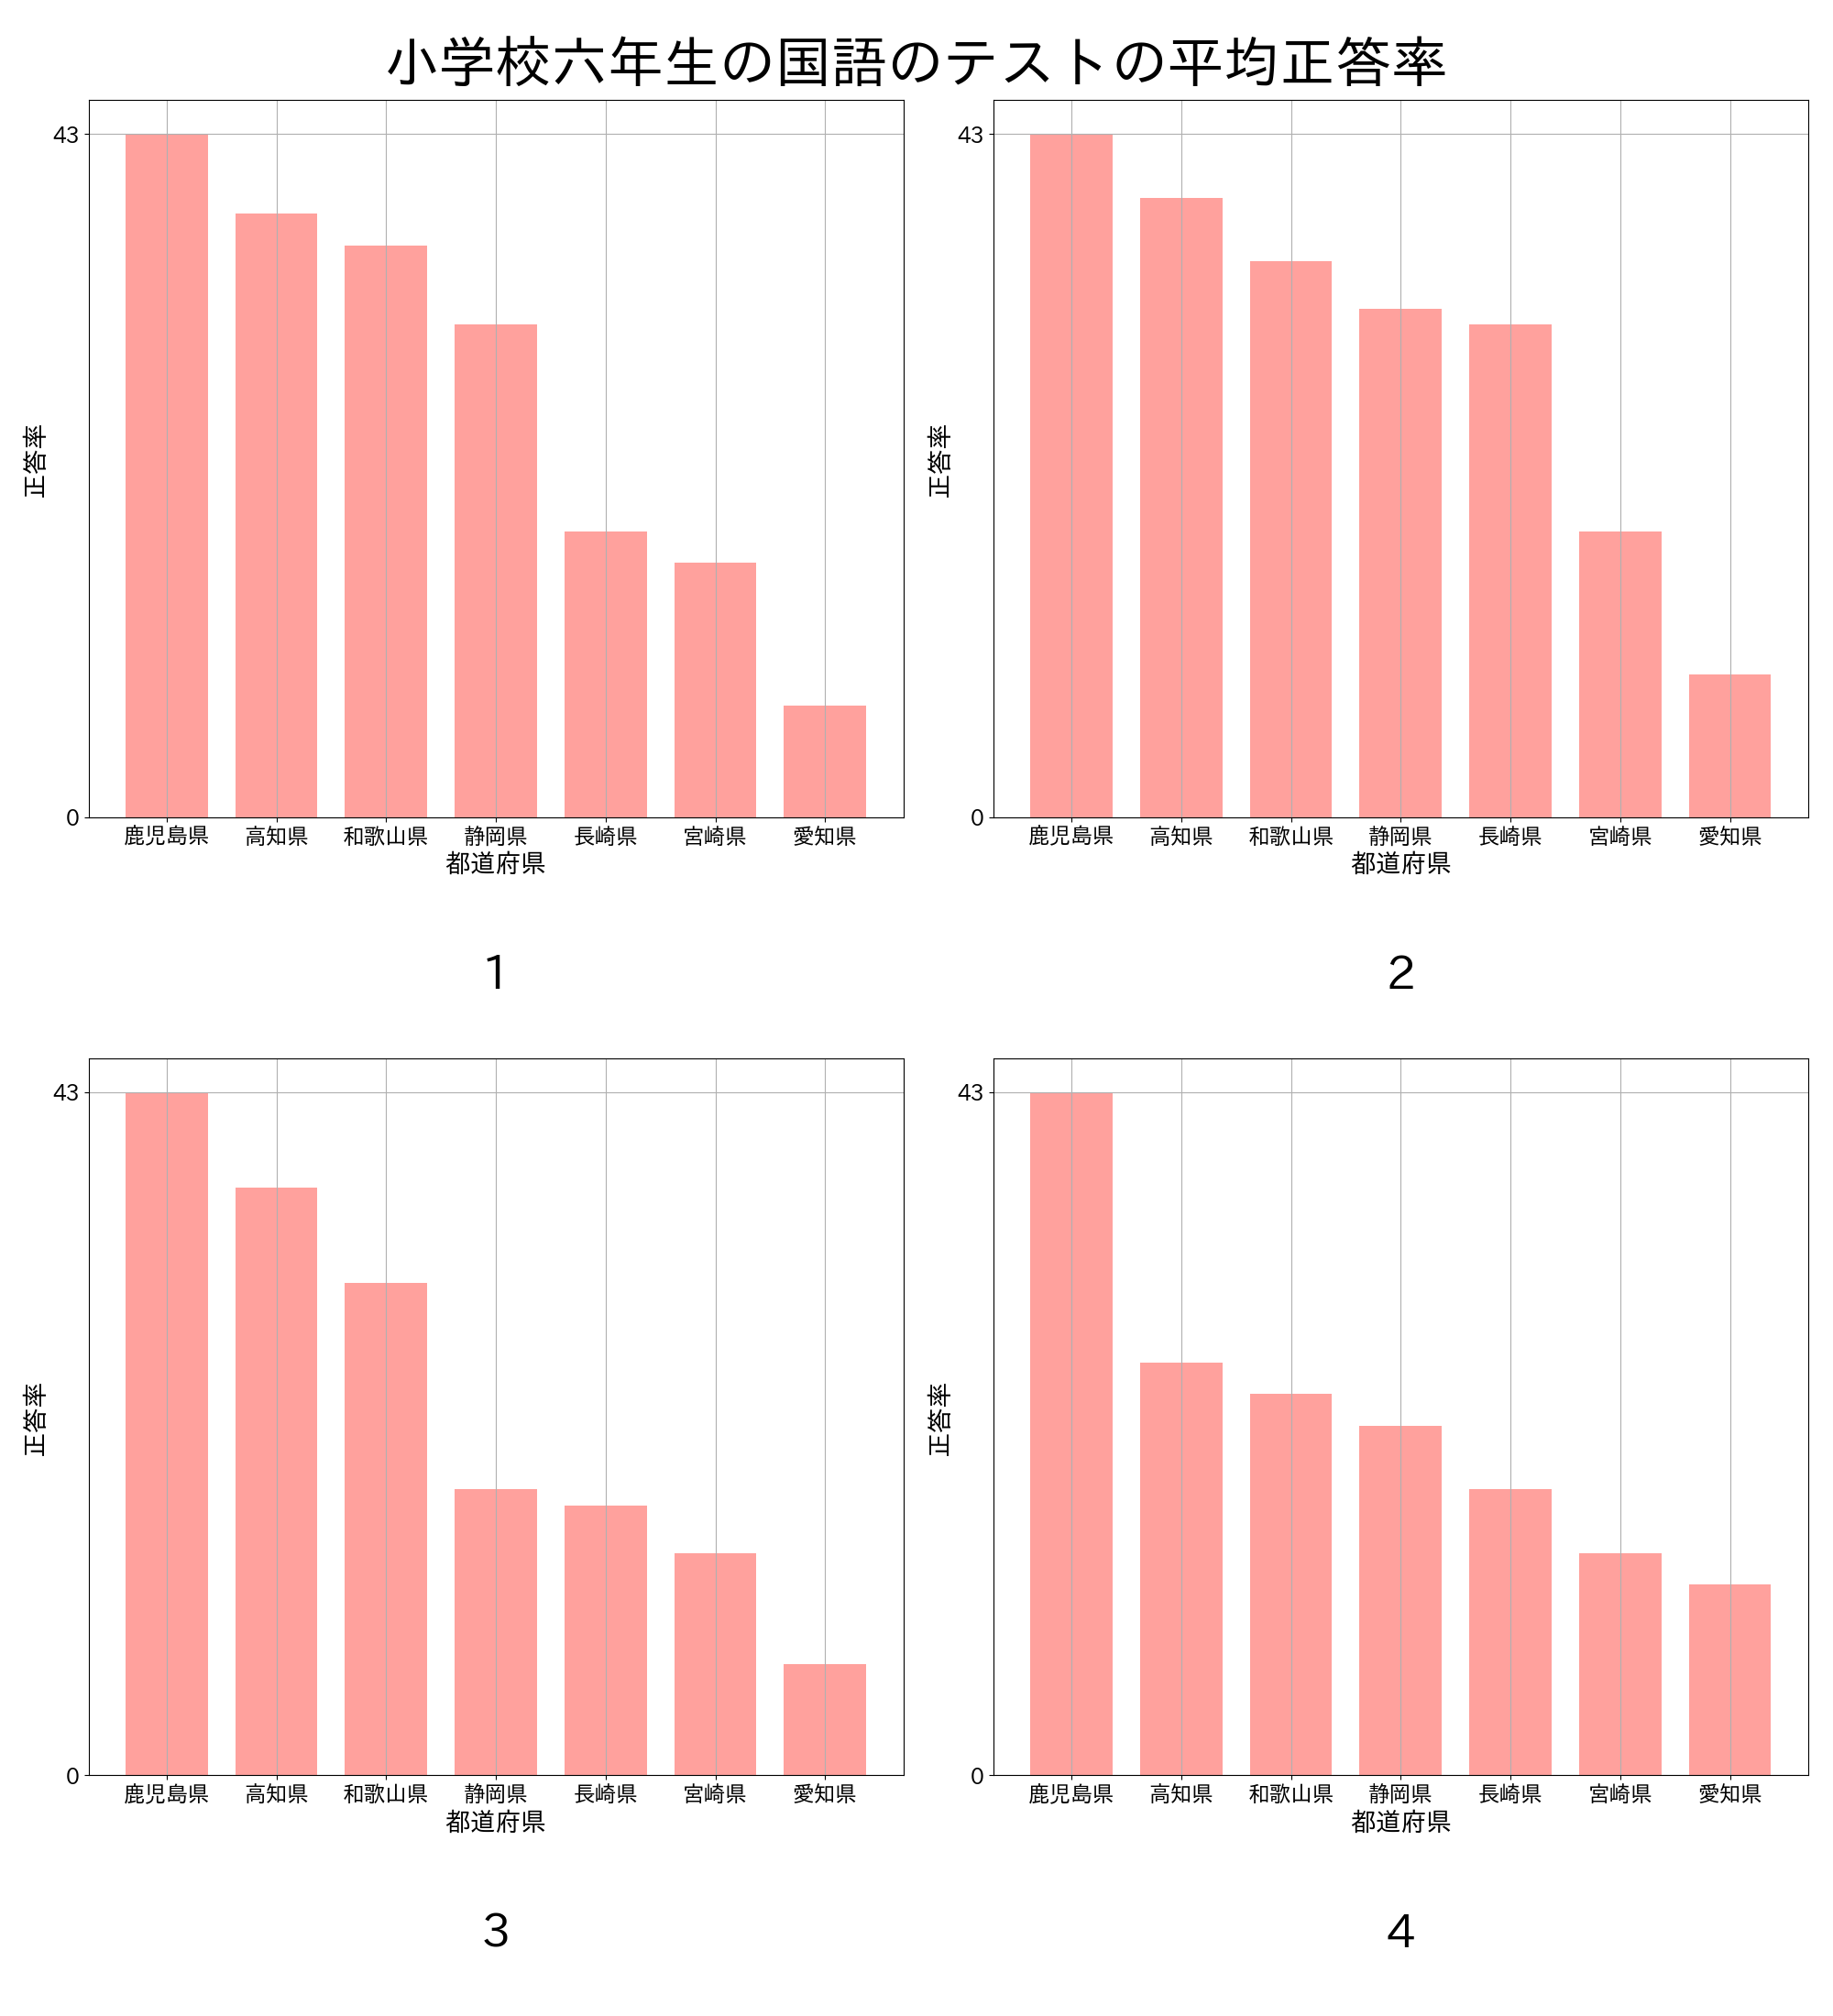 小学校六年生の国語のテストの平均正答率
43
0
正答率
鹿児島県 高知県 和歌山県 静岡県 長崎県 宮崎県 愛知県
都道府県
1
43
0
正答率
鹿児島県 高知県 和歌山県 静岡県 長崎県 宮崎県 愛知県
都道府県
2
43
0
正答率
鹿児島県 高知県 和歌山県 静岡県 長崎県 宮崎県 愛知県
都道府県
3
43
0
正答率
鹿児島県 高知県 和歌山県 静岡県 長崎県 宮崎県 愛知県
都道府県
4